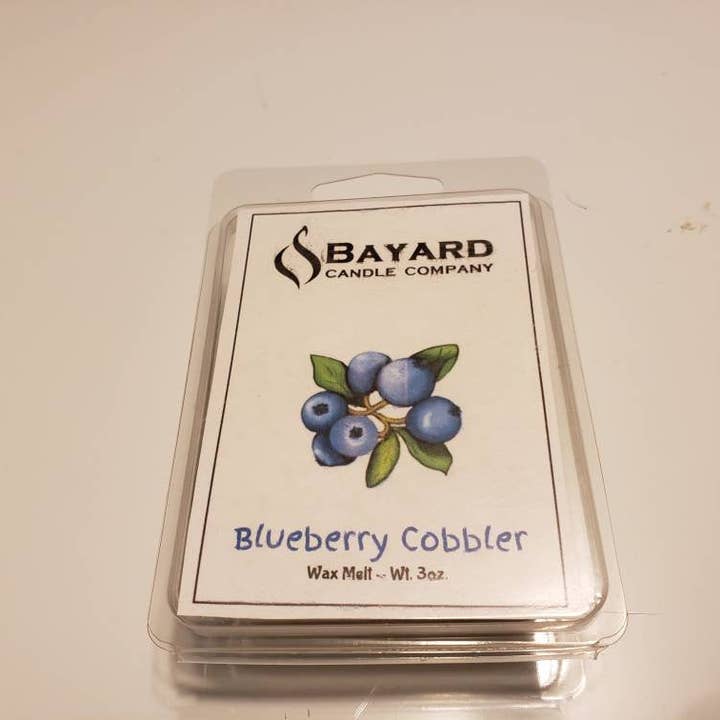 BAYARD
CANDLE COMPANY
Blueberry Cobbler
Wax Melt ~ Wt. 3oz.